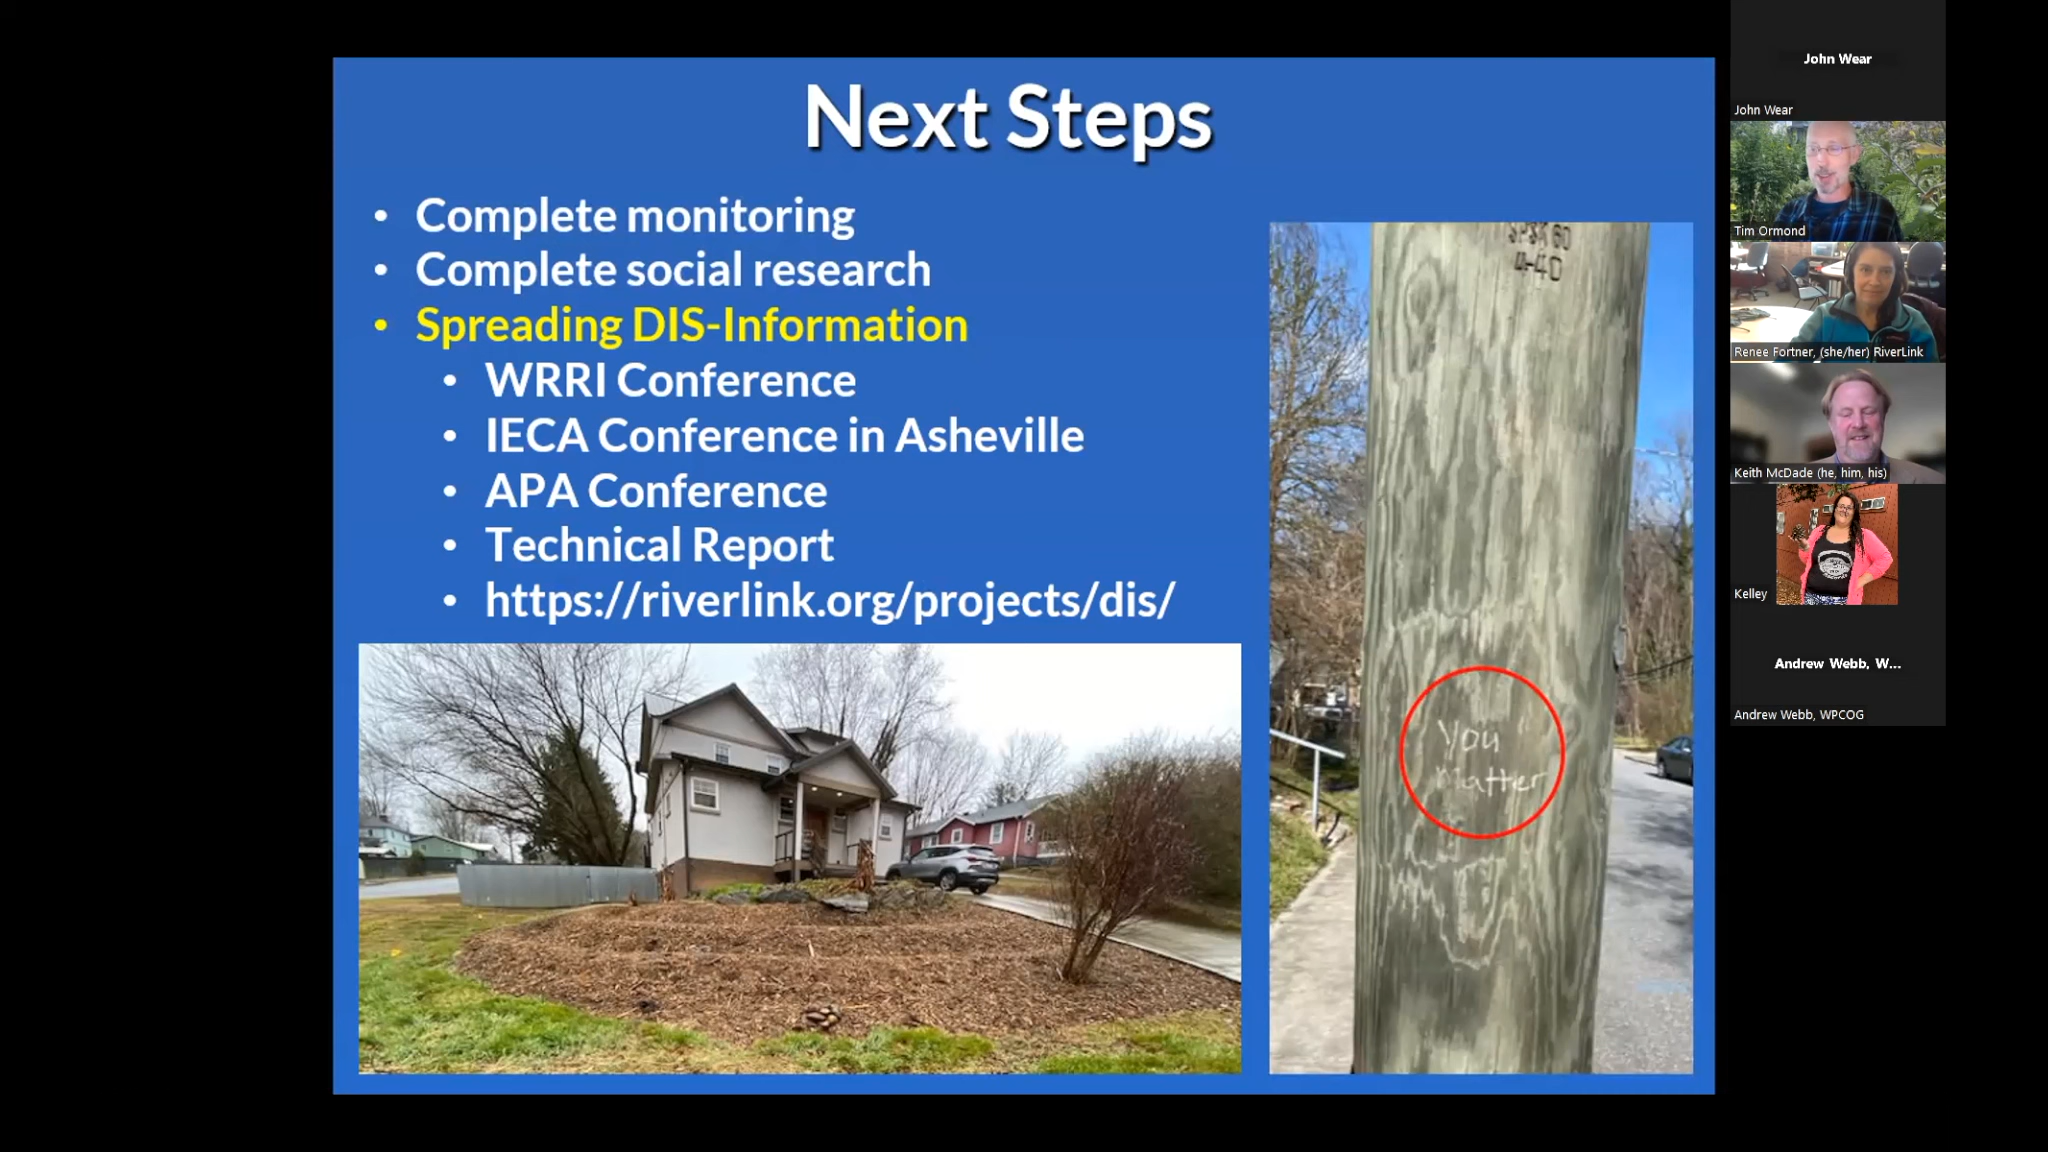 Next Steps
• Complete monitoring
• Complete social research
• Spreading DIS-Information
• WRRI Conference
• IECA Conference in Asheville
• APA Conference
• Technical Report
• https://riverlink.org/projects/dis/
4-40
You
Matter
John Wear
John Wear
Tim Ormond
Renee Fortner, (she/her) RiverLink
Keith McDade (he, him, his)
Kelley
Andrew Webb, W...
Andrew Webb, WPCOG